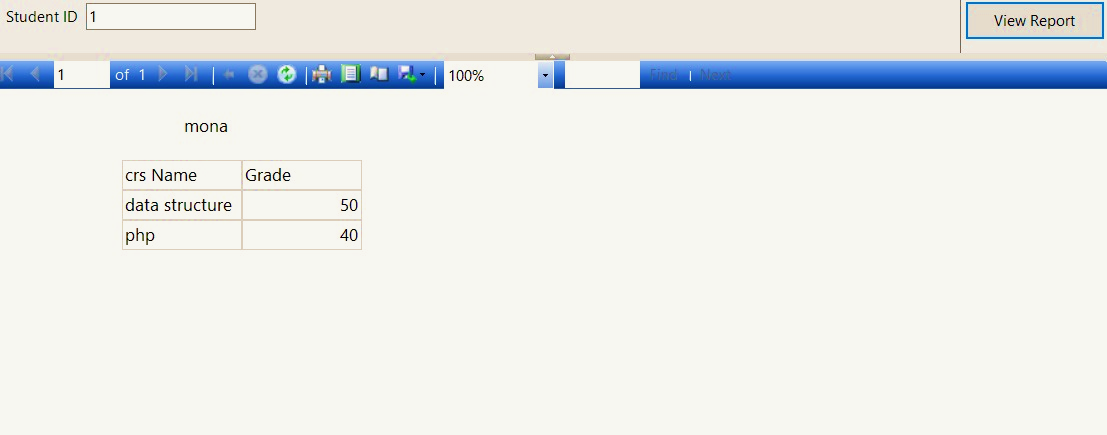 Student ID 1 View Report
1 of 1 100% Find Next
mona
crs Name Grade
data structure 50
php 40